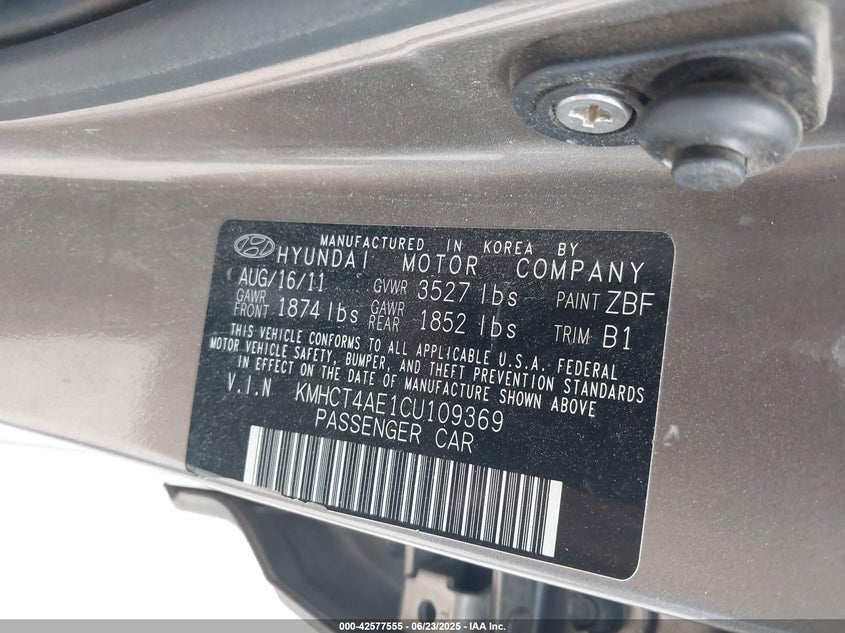 MANUFACTURED IN KOREA BY
HYUNDAI MOTOR COMPANY
AUG/16/11 GVWR 3527 lbs PAINT ZBF
GAWR FRONT 1874 lbs GAWR REAR 1852 lbs TRIM B1
THIS VEHICLE CONFORMS TO ALL APPLICABLE U.S.A. FEDERAL
MOTOR VEHICLE SAFETY, BUMPER, AND THEFT PREVENTION STANDARDS
IN EFFECT ON THE DATE OF MANUFACTURE SHOWN ABOVE
V.I.N KMHCT4AE1CU109369
PASSENGER CAR
000-42577555 - 06/23/2025 - IAA Inc.